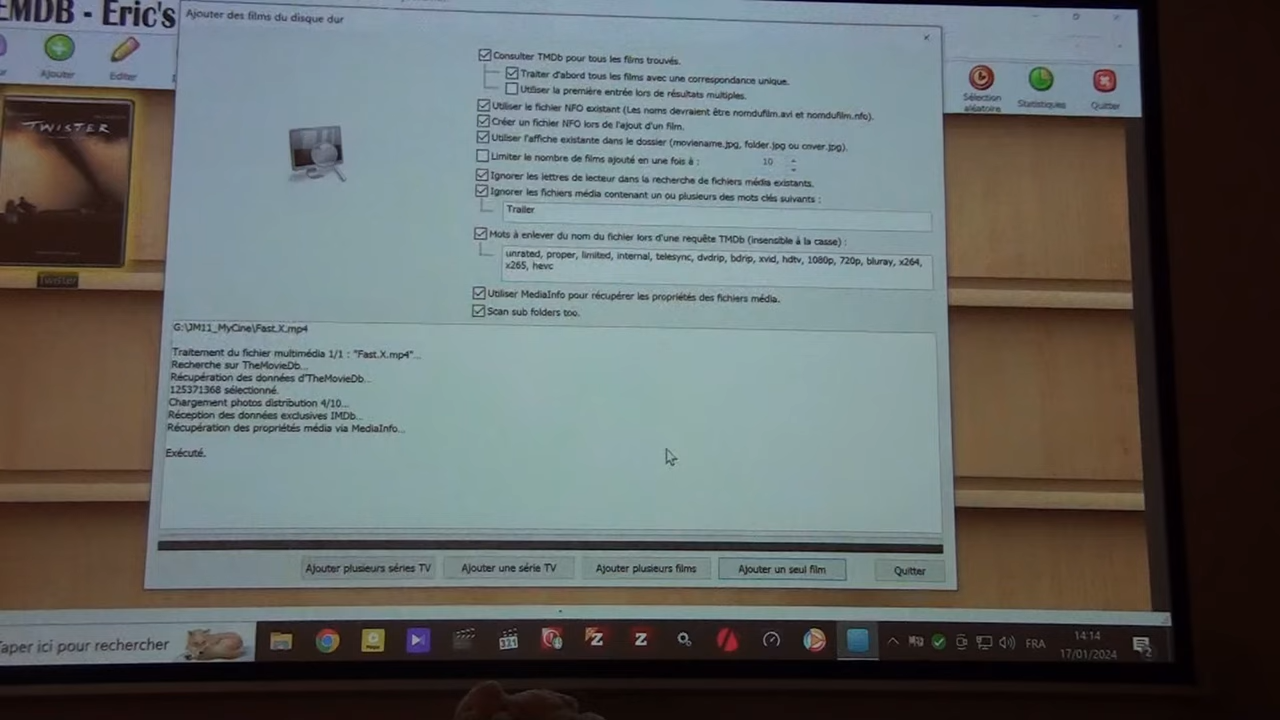 EMDB - Eric's
Ajouter des films du disque dur
Ajouter
Editer
Sélection
aléatoire
Statistiques
Quitter
TWISTER
Twister
Consulter TMDb pour tous les films trouvés.
Traiter d'abord tous les films avec une correspondance unique.
Utiliser la première entrée lors de résultats multiples.
Utiliser le fichier NFO existant (Les noms devraient être nomdufilm.avi et nomdufilm.nfo).
Créer un fichier NFO lors de l'ajout d'un film.
Utiliser l'affiche existante dans le dossier (moviename.jpg, folder.jpg ou cover.jpg).
Limiter le nombre de films ajouté en une fois à : 10
Ignorer les lettres de lecteur dans la recherche de fichiers média existants.
Ignorer les fichiers média contenant un ou plusieurs des mots clés suivants :
Trailer
Mots à enlever du nom du fichier lors d'une requête TMDb (insensible à la casse) :
unrated, proper, limited, internal, telesync, dvdrip, bdrip, xvid, hdtv, 1080p, 720p, bluray, x264,
x265, hevc
Utiliser MediaInfo pour récupérer les propriétés des fichiers média.
Scan sub folders too.
G:\JM11_MyCine\Fast.X.mp4
Traitement du fichier multimédia 1/1 : "Fast.X.mp4"...
Recherche sur TheMovieDb...
Récupération des données d'TheMovieDb...
125371368 sélectionné.
Chargement photos distribution 4/10...
Réception des données exclusives IMDb...
Récupération des propriétés média via MediaInfo...
Exécuté.
Ajouter plusieurs séries TV
Ajouter une série TV
Ajouter plusieurs films
Ajouter un seul film
Quitter
Taper ici pour rechercher
321
Z
Z
FRA
14:14
17/01/2024
2